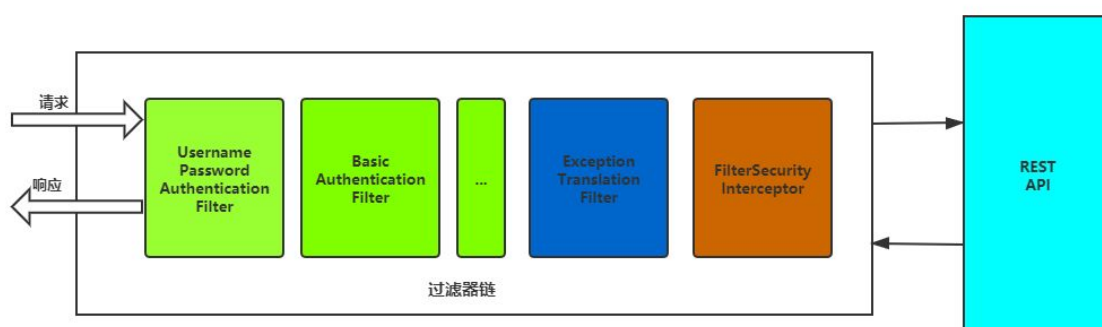 请求
响应
Username
Password
Authentication
Filter
Basic
Authentication
Filter
...
Exception
Translation
Filter
FilterSecurity
Interceptor
过滤器链
REST
API